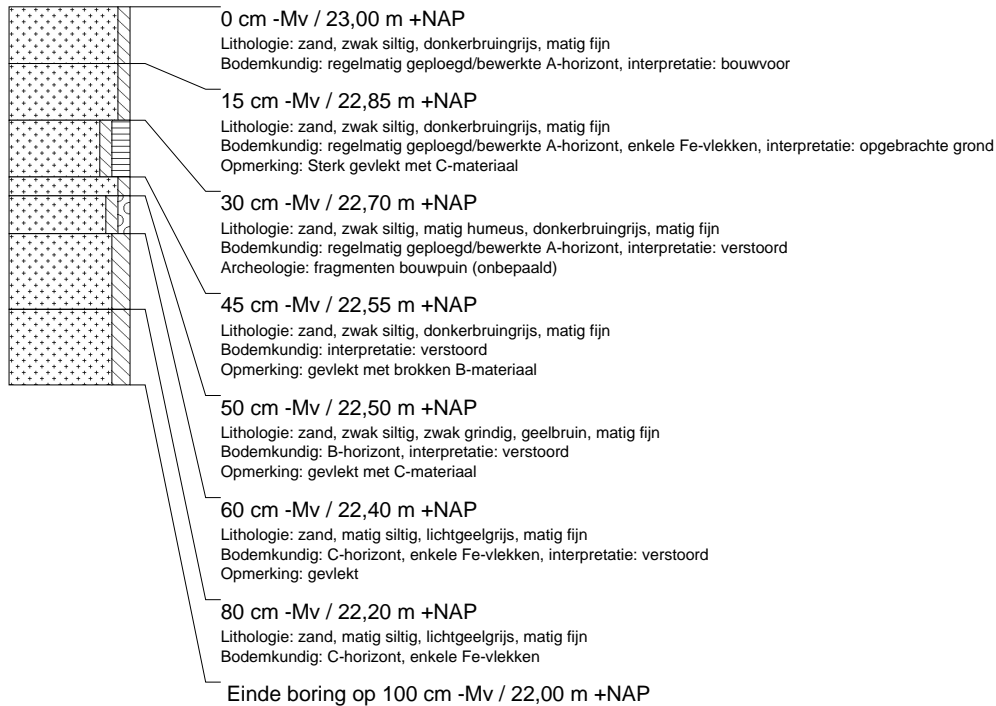 0 cm -Mv / 23,00 m +NAP
Lithologie: zand, zwak siltig, donkerbruingrijs, matig fijn
Bodemkundig: regelmatig geploegd/bewerkte A-horizont, interpretatie: bouwvoor
15 cm -Mv / 22,85 m +NAP
Lithologie: zand, zwak siltig, donkerbruingrijs, matig fijn
Bodemkundig: regelmatig geploegd/bewerkte A-horizont, enkele Fe-vlekken, interpretatie: opgebrachte grond
Opmerking: Sterk gevlekt met C-materiaal
30 cm -Mv / 22,70 m +NAP
Lithologie: zand, zwak siltig, matig humeus, donkerbruingrijs, matig fijn
Bodemkundig: regelmatig geploegd/bewerkte A-horizont, interpretatie: verstoord
Archeologie: fragmenten bouwpuin (onbepaald)
45 cm -Mv / 22,55 m +NAP
Lithologie: zand, zwak siltig, donkerbruingrijs, matig fijn
Bodemkundig: interpretatie: verstoord
Opmerking: gevlekt met brokken B-materiaal
50 cm -Mv / 22,50 m +NAP
Lithologie: zand, zwak siltig, zwak grindig, geelbruin, matig fijn
Bodemkundig: B-horizont, interpretatie: verstoord
Opmerking: gevlekt met C-materiaal
60 cm -Mv / 22,40 m +NAP
Lithologie: zand, matig siltig, lichtgeelgrijs, matig fijn
Bodemkundig: C-horizont, enkele Fe-vlekken, interpretatie: verstoord
Opmerking: gevlekt
80 cm -Mv / 22,20 m +NAP
Lithologie: zand, matig siltig, lichtgeelgrijs, matig fijn
Bodemkundig: C-horizont, enkele Fe-vlekken
Einde boring op 100 cm -Mv / 22,00 m +NAP